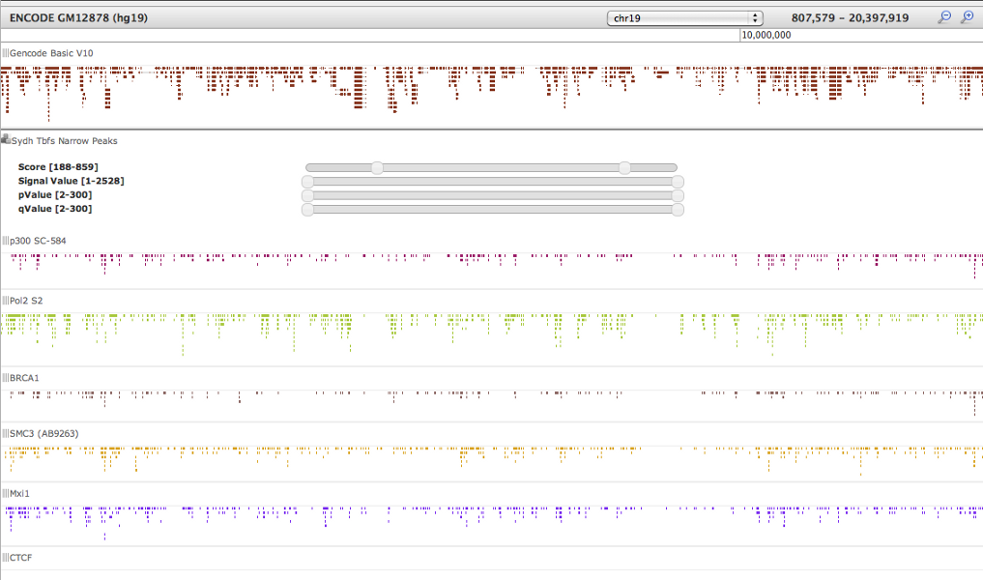 ENCODE GM12878 (hg19)
chr19
807,579 – 20,397,919
10,000,000
Gencode Basic V10
Sydh Tbfs Narrow Peaks
Score [188-859]
Signal Value [1-2528]
pValue [2-300]
qValue [2-300]
p300 SC-584
Pol2 S2
BRCA1
SMC3 (AB9263)
Mxi1
CTCF